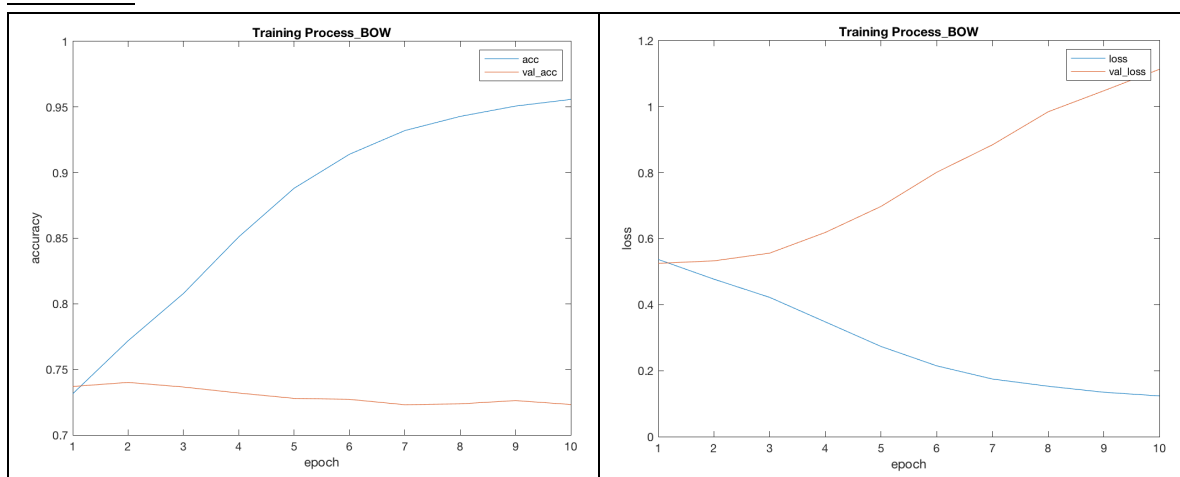 Training Process_BOW
1
0.95
0.9
0.85
0.8
0.75
0.7
accuracy
acc
val_acc
1 2 3 4 5 6 7 8 9 10
epoch
Training Process_BOW
1.2
1
0.8
0.6
0.4
0.2
0
loss
loss
val_loss
1 2 3 4 5 6 7 8 9 10
epoch